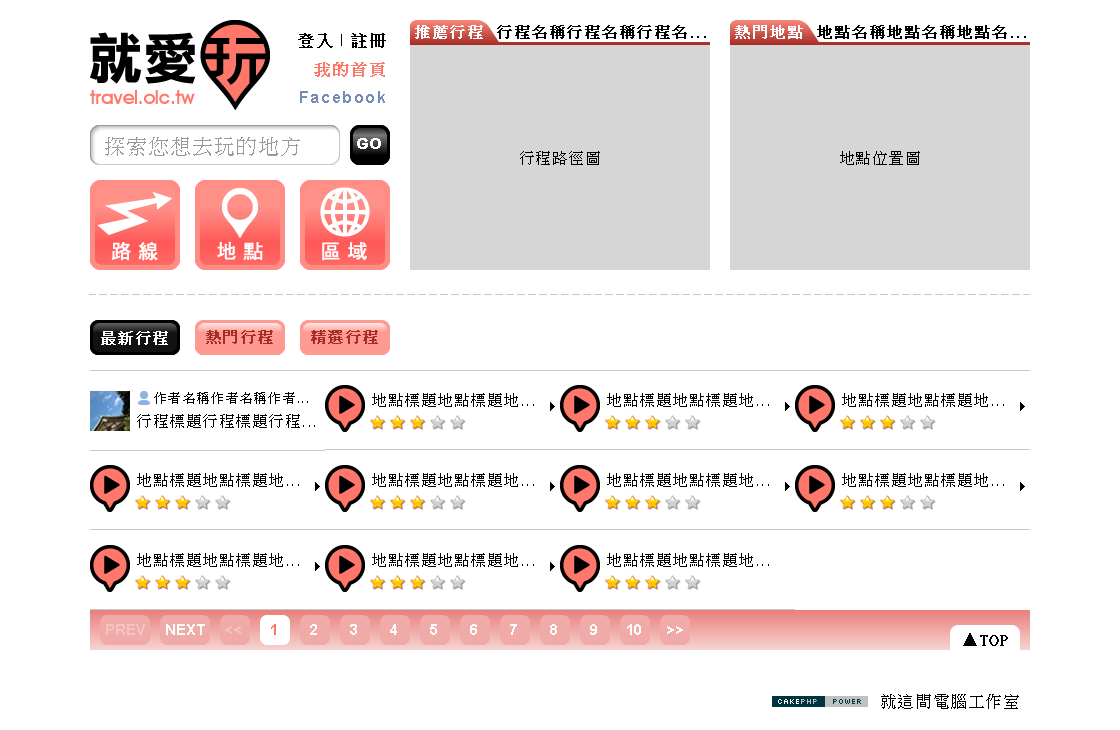 就愛玩
travel.olc.tw
登入 | 註冊
我的首頁
Facebook
探索您想去玩的地方
GO
路線
地點
區域
推薦行程 行程名稱行程名稱行程名...
行程路徑圖
熱門地點 地點名稱地點名稱地點名...
地點位置圖
最新行程 熱門行程 精選行程
作者名稱作者名稱作者...
行程標題行程標題行程...
地點標題地點標題地...
地點標題地點標題地...
地點標題地點標題地...
地點標題地點標題地...
地點標題地點標題地...
地點標題地點標題地...
地點標題地點標題地...
地點標題地點標題地...
地點標題地點標題地...
地點標題地點標題地...
PREV NEXT << 1 2 3 4 5 6 7 8 9 10 >>
▲TOP
CAKEPHP POWER 就這間電腦工作室